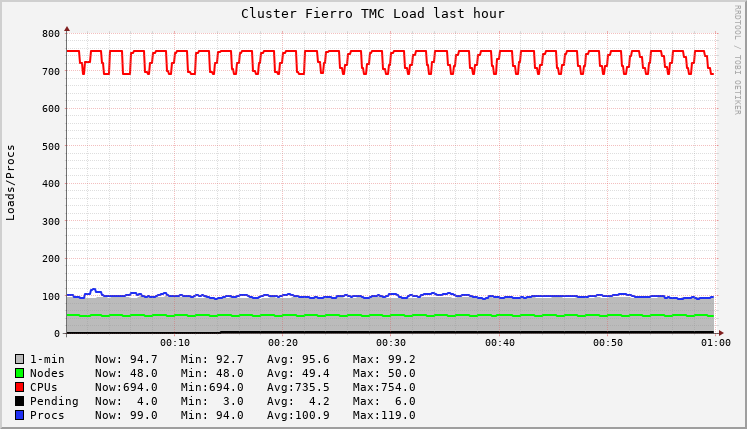 Cluster Fierro TMC Load last hour
RRDTOOL / TOBI OETIKER
Loads/Procs
800
700
600
500
400
300
200
100
0
00:10 00:20 00:30 00:40 00:50 01:00
1-min Now: 94.7 Min: 92.7 Avg: 95.6 Max: 99.2
Nodes Now: 48.0 Min: 48.0 Avg: 49.4 Max: 50.0
CPUs Now:694.0 Min:694.0 Avg:735.5 Max:754.0
Pending Now: 4.0 Min: 3.0 Avg: 4.2 Max: 6.0
Procs Now: 99.0 Min: 94.0 Avg:100.9 Max:119.0